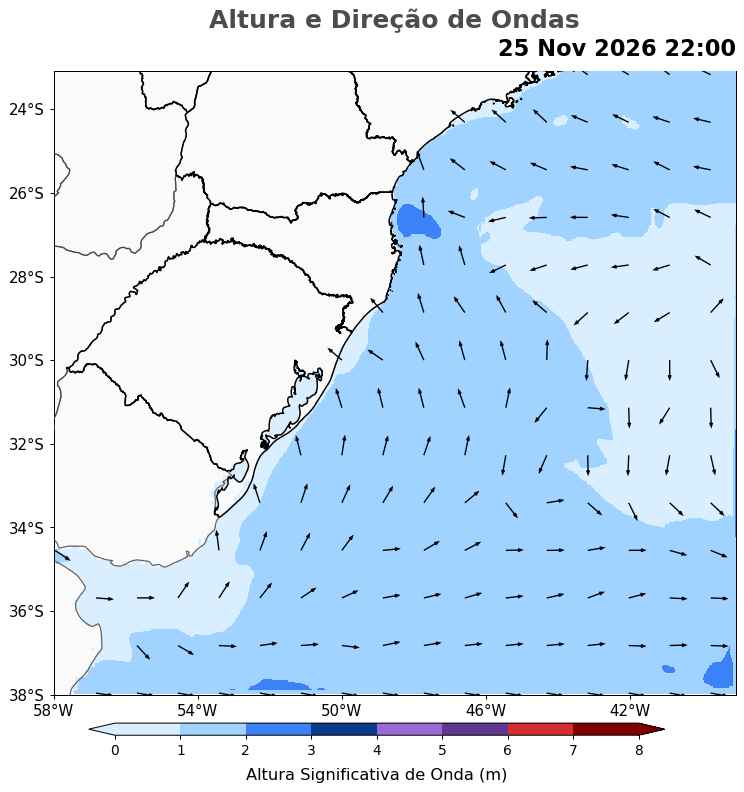 Altura e Direção de Ondas
25 Nov 2026 22:00
24°S
26°S
28°S
30°S
32°S
34°S
36°S
38°S
58°W 54°W 50°W 46°W 42°W
0 1 2 3 4 5 6 7 8
Altura Significativa de Onda (m)